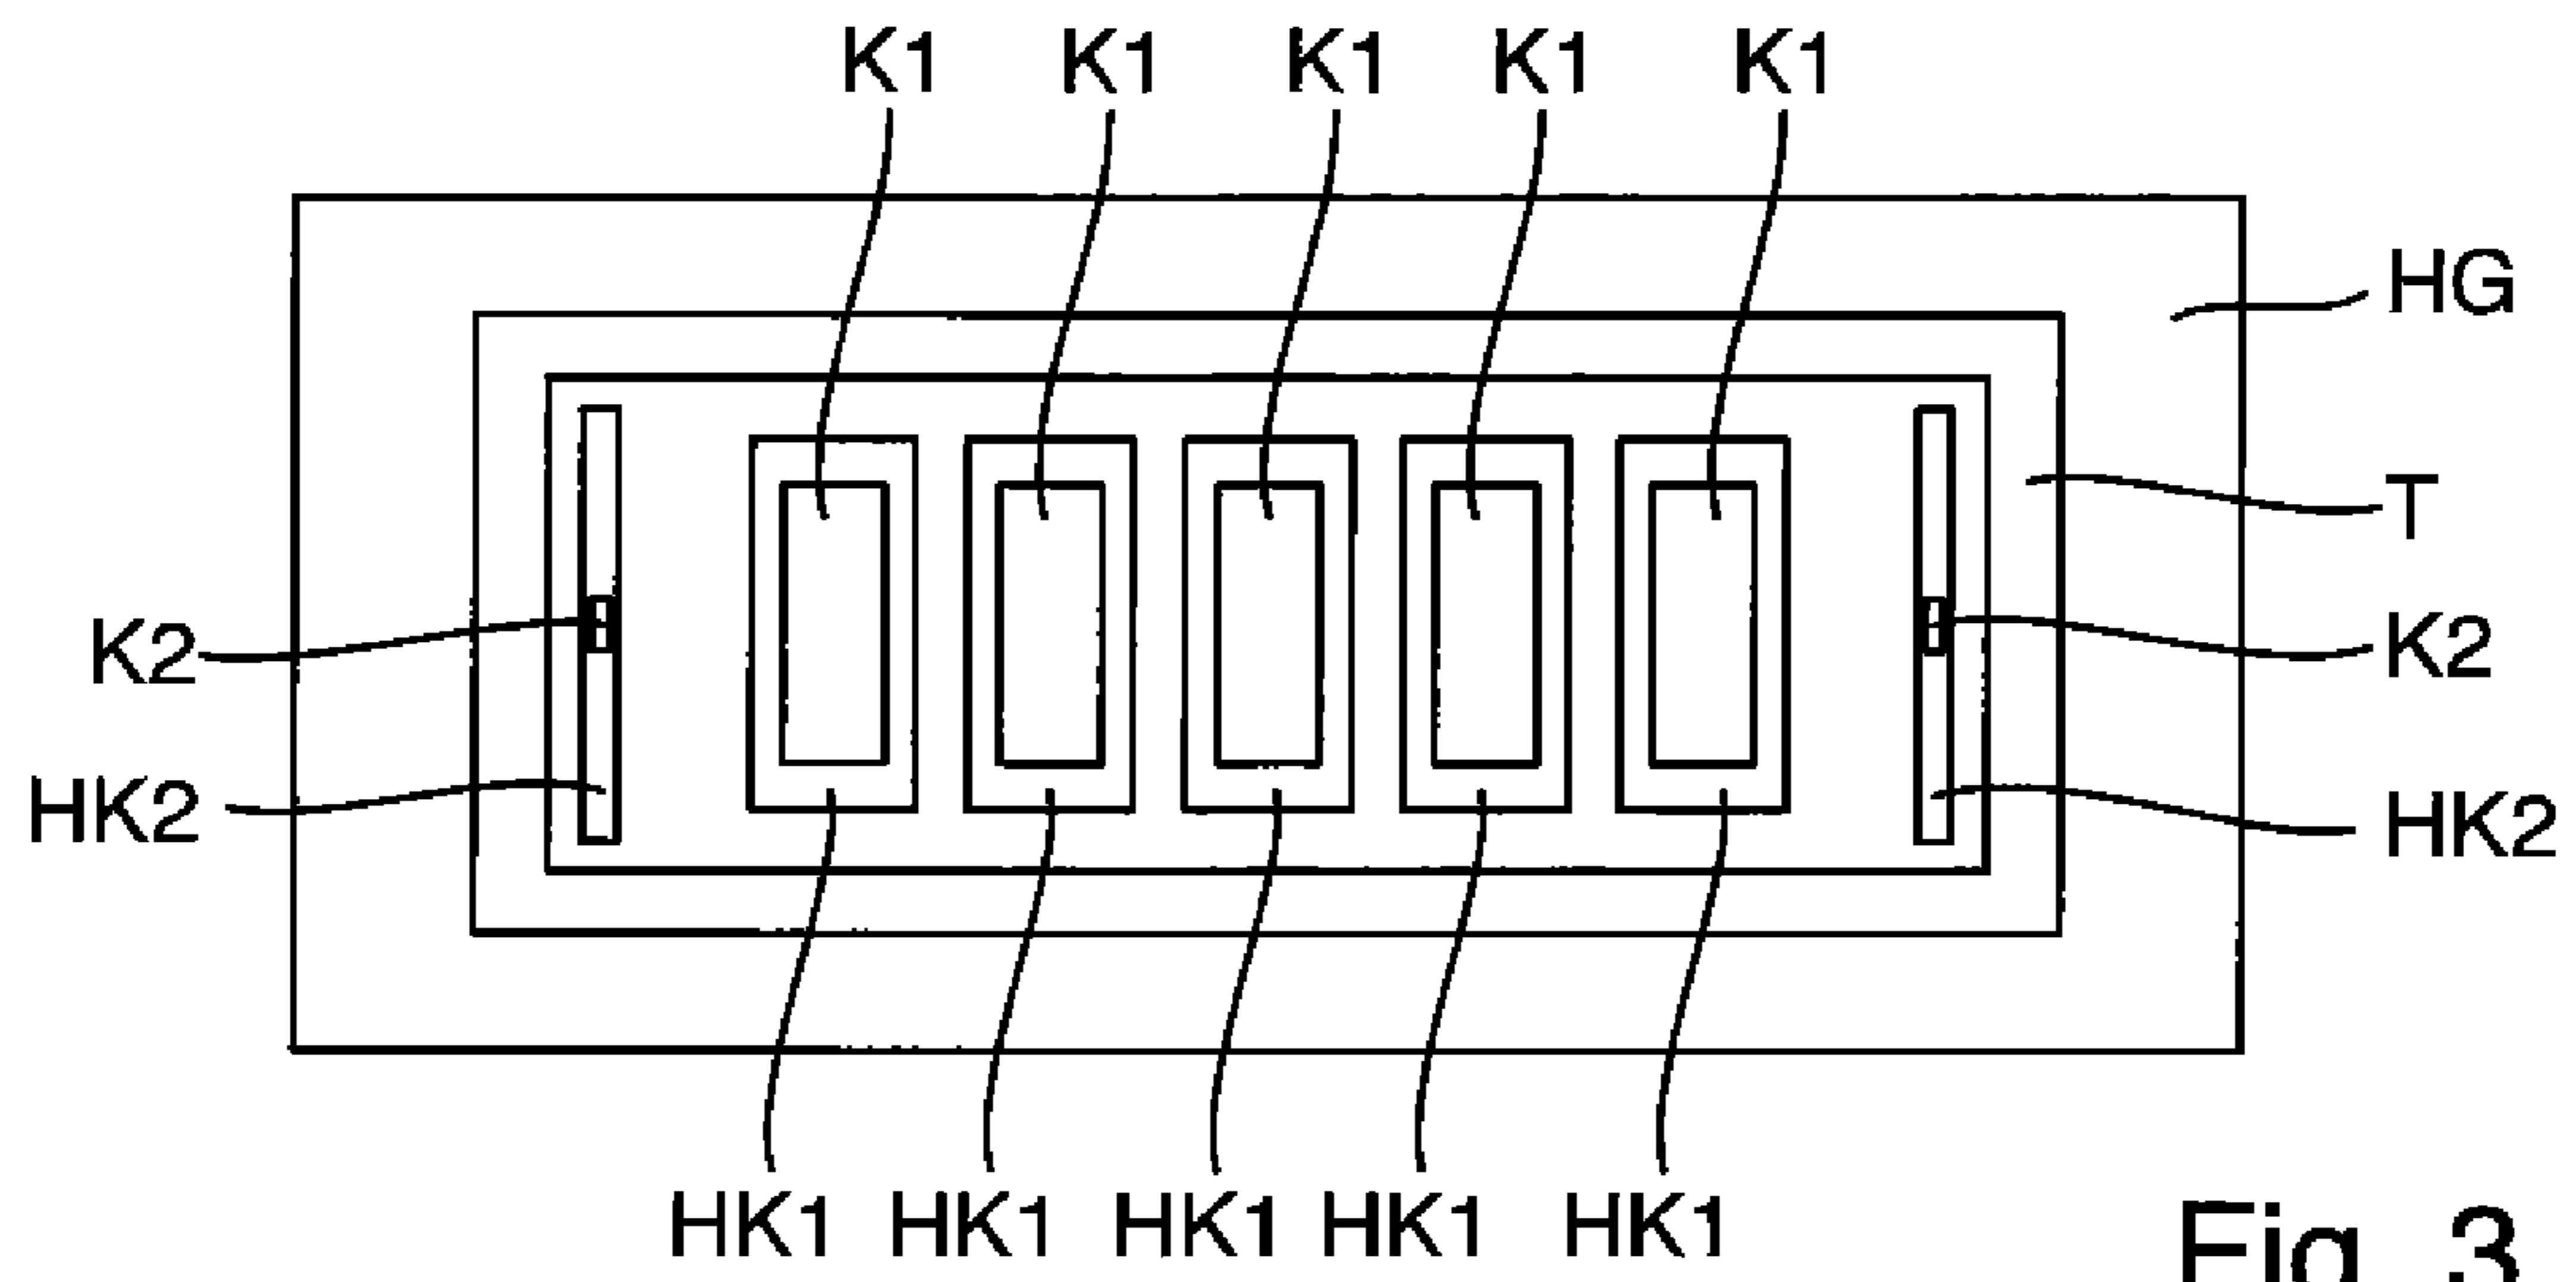 K1 K1 K1 K1 K1
HG
T
K2 K2
HK2 HK2
HK1 HK1 HK1 HK1 HK1
Fig. 3